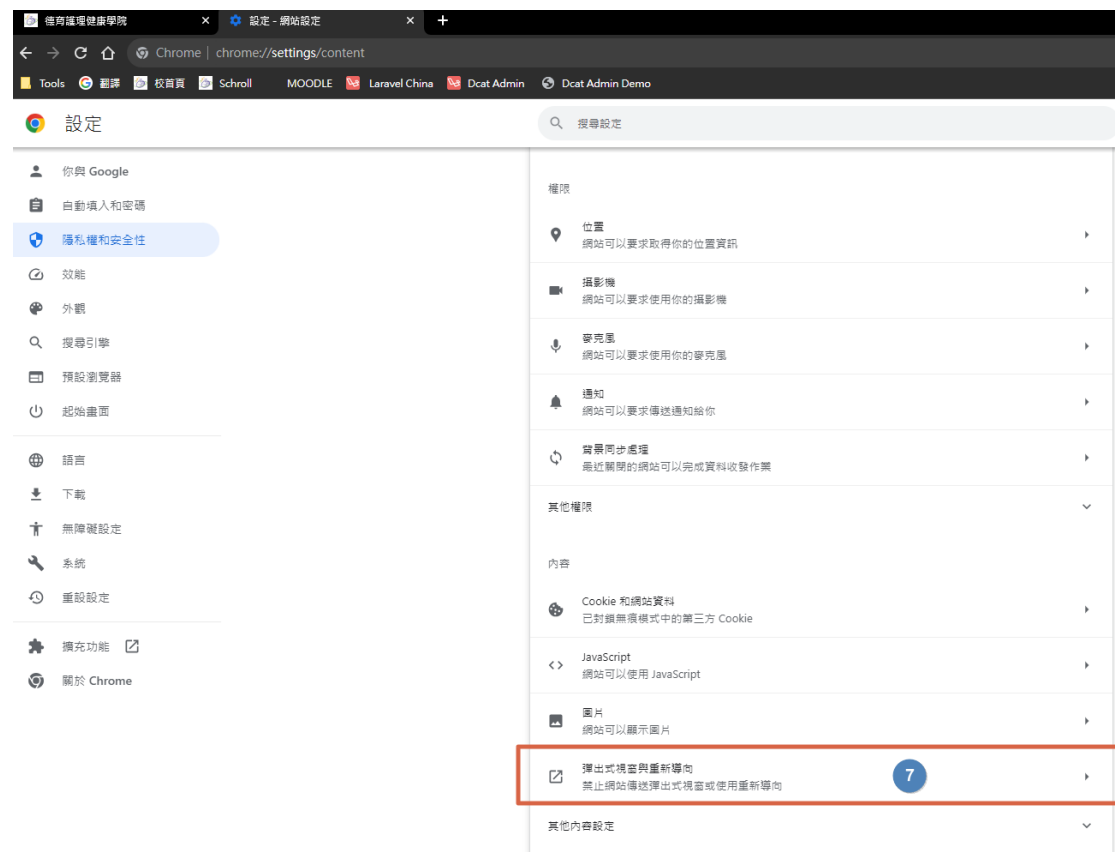 德育護理健康學院
設定 - 網站設定
Chrome | chrome://settings/content
Tools 翻譯 校首頁 Schroll MOODLE Laravel China Dcat Admin Dcat Admin Demo
設定
搜尋設定
你與 Google
自動填入和密碼
隱私權和安全性
效能
外觀
搜尋引擎
預設瀏覽器
起始畫面
語言
下載
無障礙設定
系統
重設設定
擴充功能
關於 Chrome
權限
位置
網站可以要求取得你的位置資訊
攝影機
網站可以要求使用你的攝影機
麥克風
網站可以要求使用你的麥克風
通知
網站可以要求傳送通知給你
背景同步處理
最近關閉的網站可以完成資料收發作業
其他權限
內容
Cookie 和網站資料
已封鎖無痕模式中的第三方 Cookie
JavaScript
網站可以使用 JavaScript
圖片
網站可以顯示圖片
彈出式視窗與重新導向
禁止網站傳送彈出式視窗或使用重新導向
7
其他內容設定